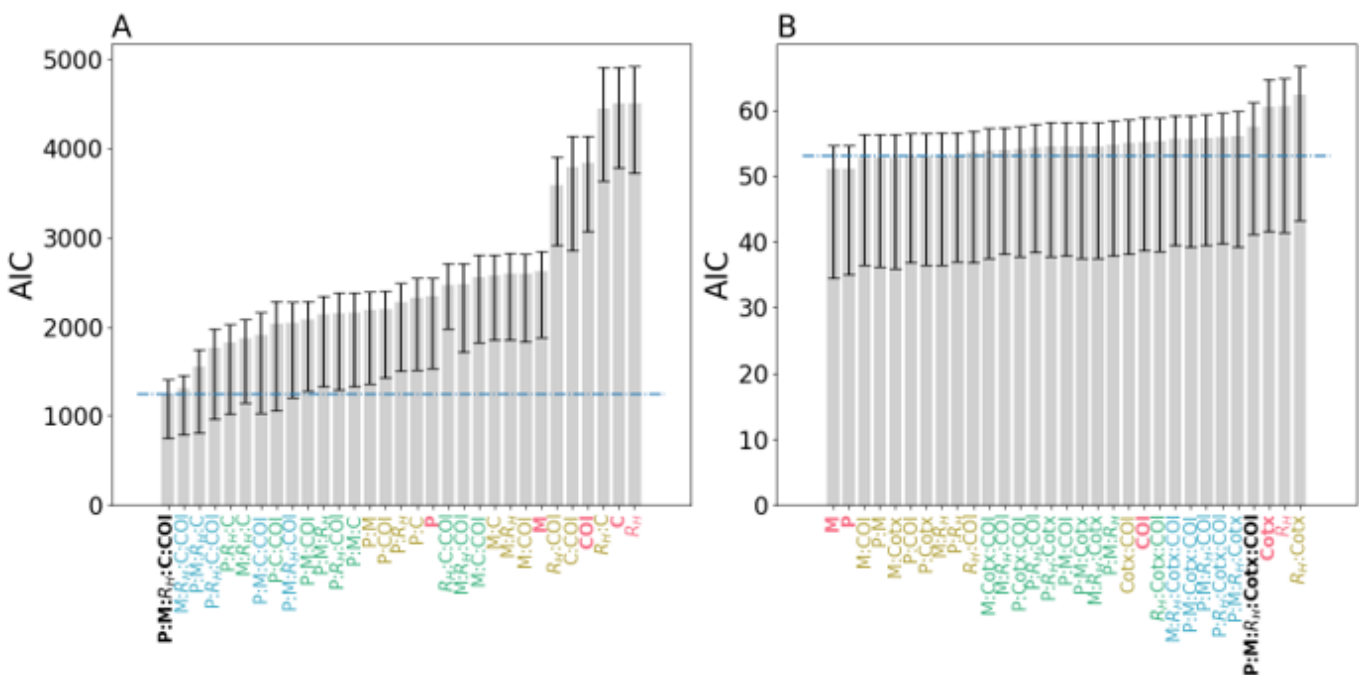 A
AIC
5000
4000
3000
2000
1000
0
P:M:R_H:C:COI
M:R_H:C:COI
P:M:R_H:C
P:R_H:C:COI
P:R_H:C
M:R_H:C
P:M:C:COI
P:C:COI
P:M:R_H:COI
P:M:COI
P:M:R_H
P:R_H:COI
P:M:C
P:M
P:COI
P:R_H
P:C
P
R_H:C:COI
M:R_H:COI
M:C:COI
M:C
M:R_H
M:COI
M
R_H:COI
C:COI
COI
R_H:C
C
R_H
B
AIC
60
50
40
30
20
10
0
M
P
M:COI
P:M
M:Cotx
P:COI
P:Cotx
M:R_H
P:R_H
R_H:COI
M:Cotx:COI
M:R_H:COI
P:Cotx:COI
P:R_H:COI
P:R_H:Cotx
P:M:COI
P:M:Cotx
M:R_H:Cotx
P:M:R_H
Cotx:COI
COI
R_H:Cotx:COI
M:R_H:Cotx:COI
P:M:Cotx:COI
P:M:R_H:COI
P:R_H:Cotx:COI
P:M:R_H:Cotx
P:M:R_H:Cotx:COI
Cotx
R_H
R_H:Cotx